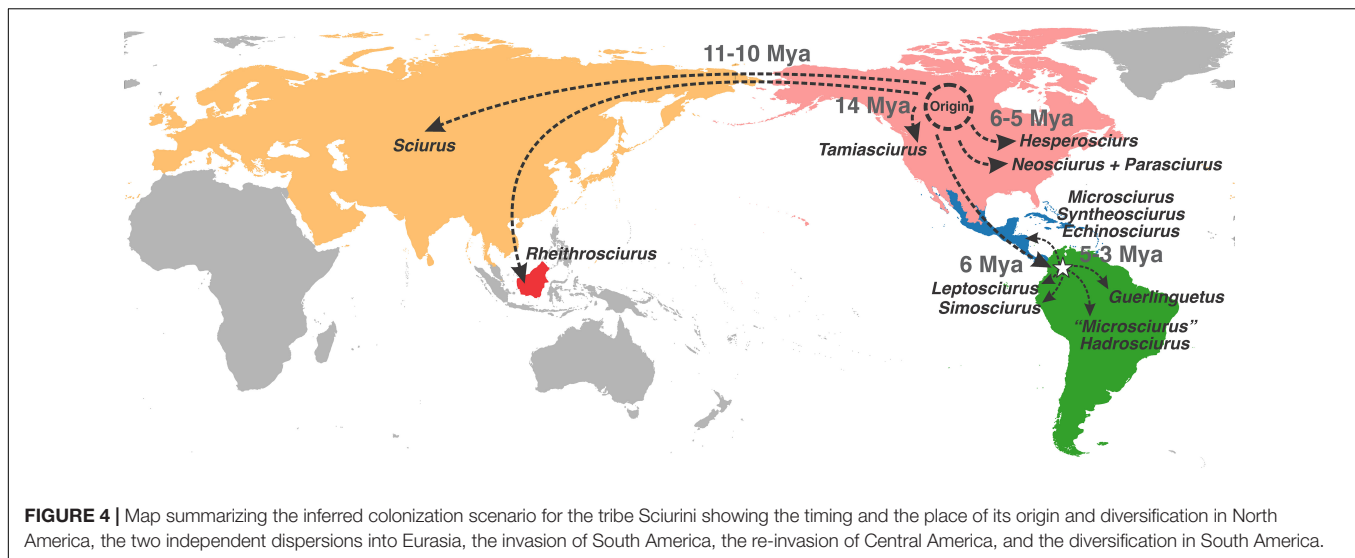 11-10 Mya
Origin
14 Mya
6-5 Mya
Sciurus
Tamiasciurus
Hesperosciurs
Neosciurus + Parasciurus
Microsciurus
Syntheosciurus
Echinosciurus
Rheithrosciurus
6 Mya
5-3 Mya
Leptosciurus
Simosciurus
Guerlinguetus
“Microsciurus”
Hadrosciurus
FIGURE 4 | Map summarizing the inferred colonization scenario for the tribe Sciurini showing the timing and the place of its origin and diversification in North
America, the two independent dispersions into Eurasia, the invasion of South America, the re-invasion of Central America, and the diversification in South America.